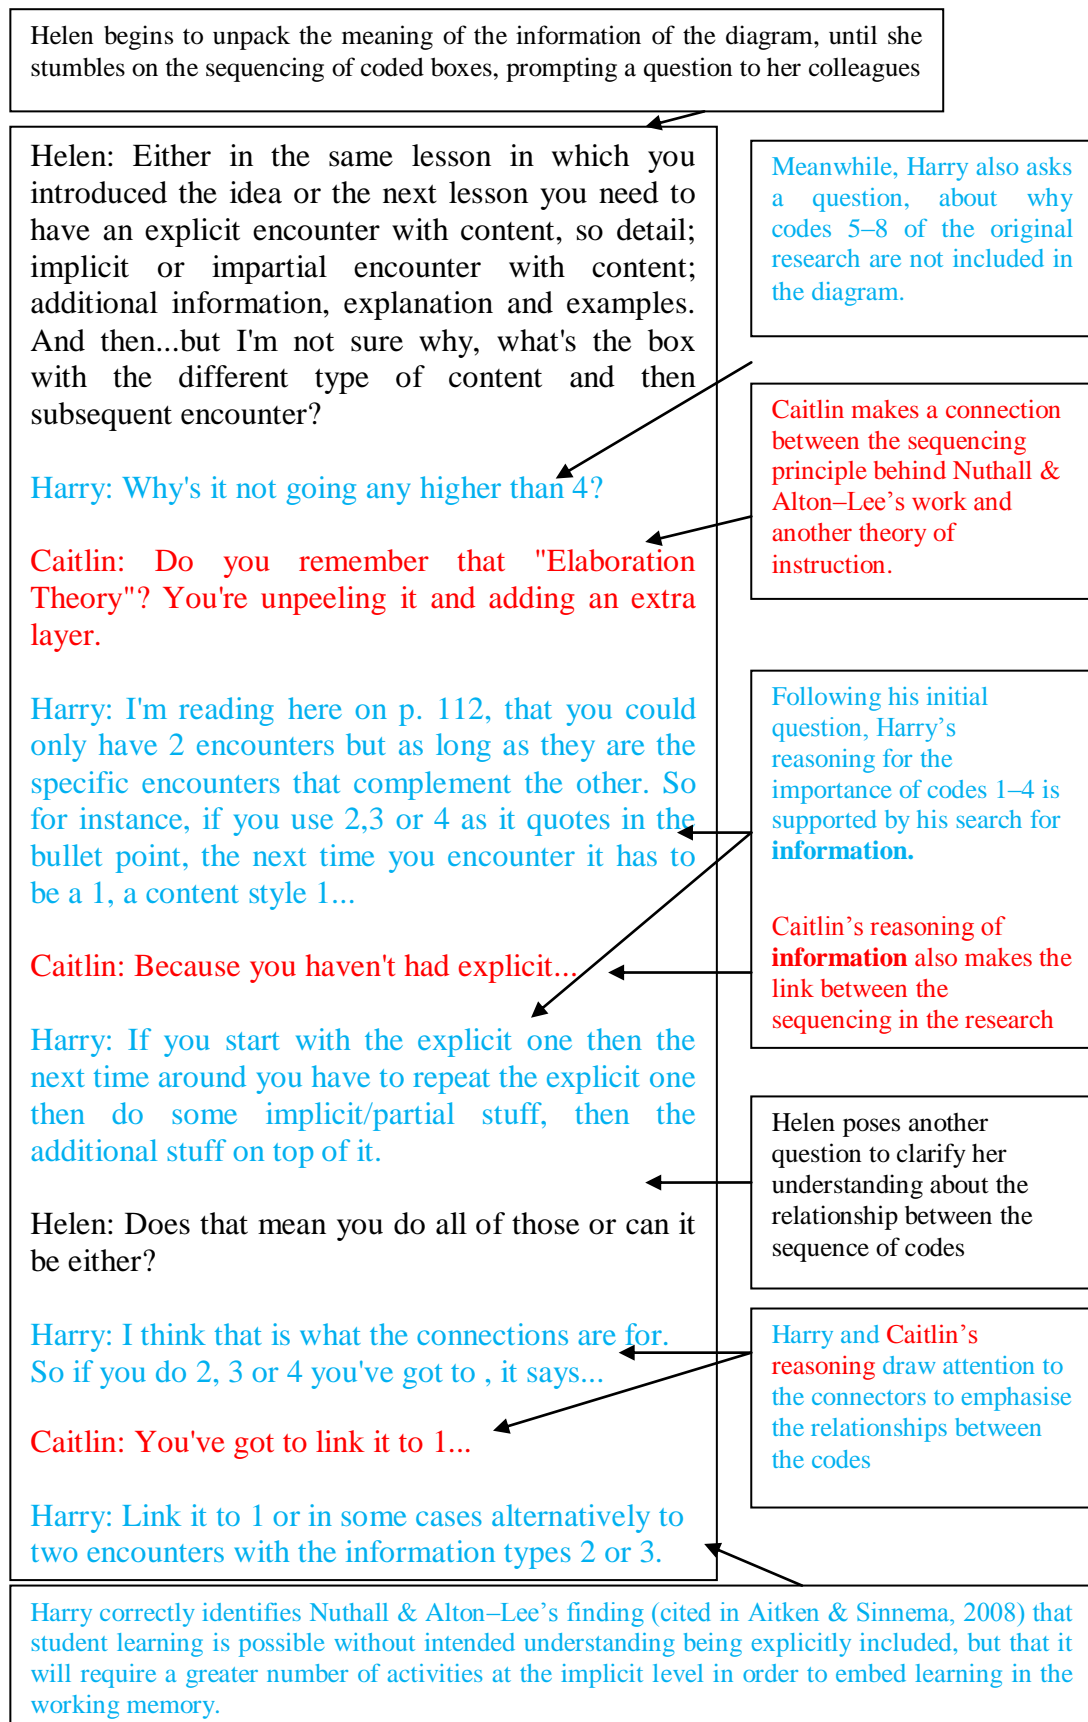 Helen begins to unpack the meaning of the information of the diagram, until she
stumbles on the sequencing of coded boxes, prompting a question to her colleagues
Helen: Either in the same lesson in which you
introduced the idea or the next lesson you need to
have an explicit encounter with content, so detail;
implicit or impartial encounter with content;
additional information, explanation and examples.
And then...but I'm not sure why, what's the box
with the different type of content and then
subsequent encounter?
Meanwhile, Harry also asks
a question, about why
codes 5–8 of the original
research are not included in
the diagram.
Harry: Why's it not going any higher than 4?
Caitlin: Do you remember that "Elaboration
Theory"? You're unpeeling it and adding an extra
layer.
Caitlin makes a connection
between the sequencing
principle behind Nuthall &
Alton–Lee's work and
another theory of
instruction.
Harry: I'm reading here on p. 112, that you could
only have 2 encounters but as long as they are the
specific encounters that complement the other. So
for instance, if you use 2,3 or 4 as it quotes in the
bullet point, the next time you encounter it has to
be a 1, a content style 1...
Following his initial
question, Harry's
reasoning for the
importance of codes 1–4 is
supported by his search for
information.
Caitlin: Because you haven't had explicit...
Caitlin's reasoning of
information also makes the
link between the
sequencing in the research
Harry: If you start with the explicit one then the
next time around you have to repeat the explicit one
then do some implicit/partial stuff, then the
additional stuff on top of it.
Helen: Does that mean you do all of those or can it
be either?
Helen poses another
question to clarify her
understanding about the
relationship between the
sequence of codes
Harry: I think that is what the connections are for.
So if you do 2, 3 or 4 you've got to , it says...
Caitlin: You've got to link it to 1...
Harry: Link it to 1 or in some cases alternatively to
two encounters with the information types 2 or 3.
Harry and Caitlin's
reasoning draw attention to
the connectors to emphasise
the relationships between
the codes
Harry correctly identifies Nuthall & Alton–Lee's finding (cited in Aitken & Sinnema, 2008) that
student learning is possible without intended understanding being explicitly included, but that it
will require a greater number of activities at the implicit level in order to embed learning in the
working memory.